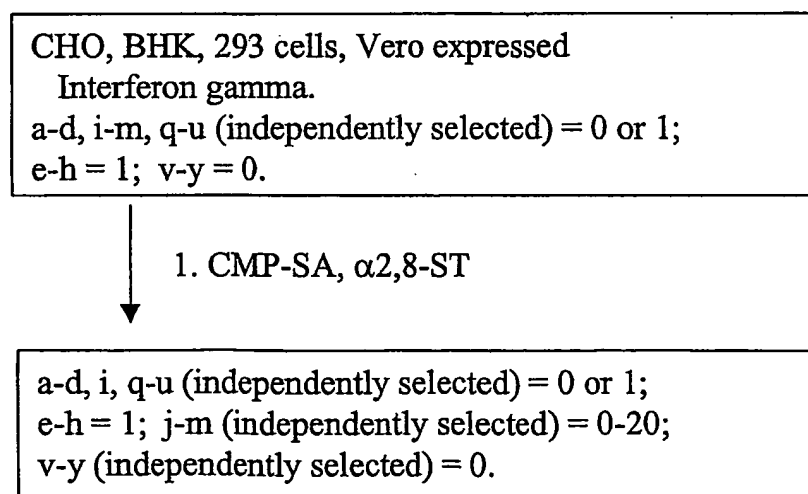 CHO, BHK, 293 cells, Vero expressed
Interferon gamma.
a-d, i-m, q-u (independently selected) = 0 or 1;
e-h = 1; v-y = 0.
1. CMP-SA, α2,8-ST
a-d, i, q-u (independently selected) = 0 or 1;
e-h = 1; j-m (independently selected) = 0-20;
v-y (independently selected) = 0.